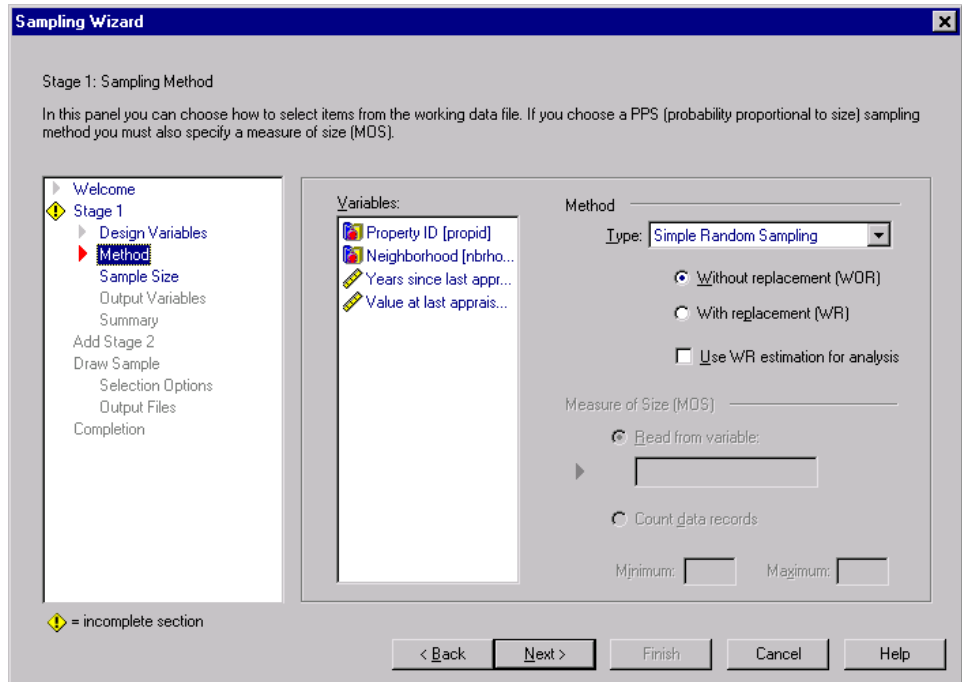 Sampling Wizard
Stage 1: Sampling Method
In this panel you can choose how to select items from the working data file. If you choose a PPS (probability proportional to size) sampling
method you must also specify a measure of size (MOS).
Welcome
Stage 1
Design Variables
Method
Sample Size
Output Variables
Summary
Add Stage 2
Draw Sample
Selection Options
Output Files
Completion
! = incomplete section
Variables:
Property ID [propid]
Neighborhood [nbrho...
Years since last appr...
Value at last apprais...
Method
Type: Simple Random Sampling
Without replacement (WOR)
With replacement (WR)
Use WR estimation for analysis
Measure of Size (MOS)
Read from variable:
Count data records
Minimum: Maximum:
< Back Next > Finish Cancel Help